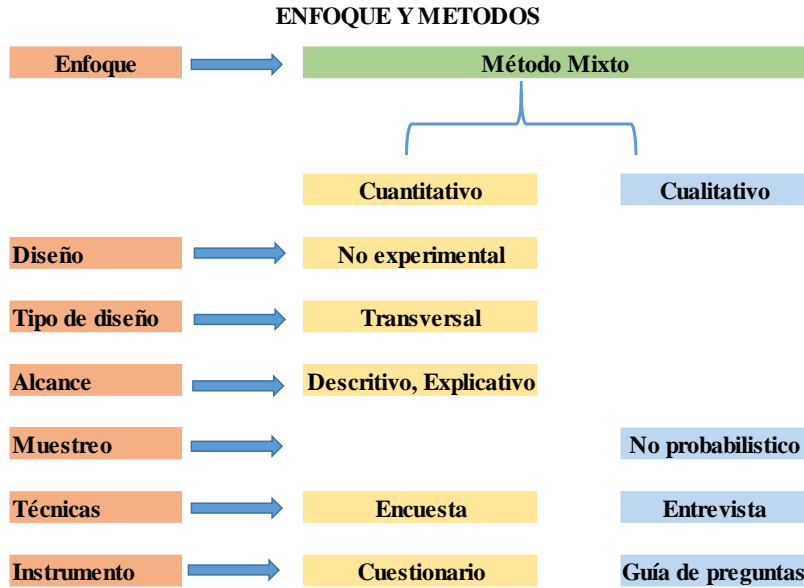 ENFOQUE Y METODOS
Enfoque Método Mixto
Cuantitativo Cualitativo
Diseño No experimental
Tipo de diseño Transversal
Alcance Descritivo, Explicativo
Muestreo No probabilistico
Técnicas Encuesta Entrevista
Instrumento Cuestionario Guía de preguntas